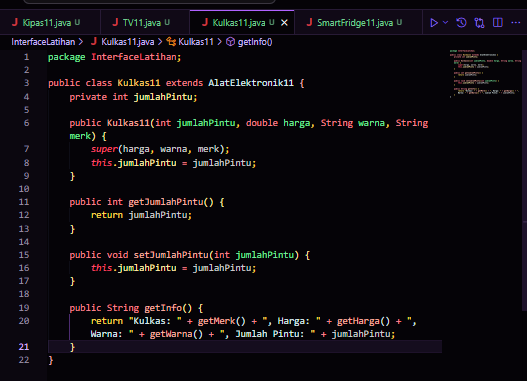 J Kipas11.java U J TV11.java U J Kulkas11.java U X J SmartFridge11.java U
InterfaceLatihan > J Kulkas11.java > Kulkas11 > getInfo()
1 package InterfaceLatihan;
2
3 public class Kulkas11 extends AlatElektronik11 {
4 private int jumlahPintu;
5
6 public Kulkas11(int jumlahPintu, double harga, String warna, String
merk) {
7 super(harga, warna, merk);
8 this.jumlahPintu = jumlahPintu;
9 }
10
11 public int getJumlahPintu() {
12 return jumlahPintu;
13 }
14
15 public void setJumlahPintu(int jumlahPintu) {
16 this.jumlahPintu = jumlahPintu;
17 }
18
19 public String getInfo() {
20 return "Kulkas: " + getMerk() + ", Harga: " + getHarga() + ",
Warna: " + getWarna() + ", Jumlah Pintu: " + jumlahPintu;
21 }
22 }